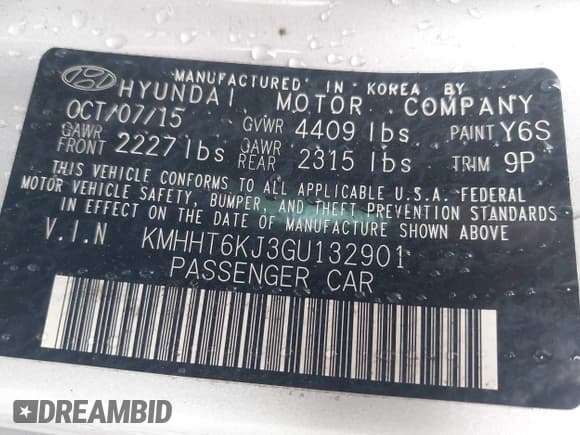 MANUFACTURED IN KOREA BY
HYUNDAI MOTOR COMPANY
OCT/07/15 GVWR 4409 lbs PAINT Y6S
GAWR FRONT 2227 lbs GAWR REAR 2315 lbs TRIM 9P
THIS VEHICLE CONFORMS TO ALL APPLICABLE U.S.A. FEDERAL
MOTOR VEHICLE SAFETY, BUMPER, AND THEFT PREVENTION STANDARDS
IN EFFECT ON THE DATE OF MANUFACTURE SHOWN ABOVE.
V.I.N KMHHT6KJ3GU132901
PASSENGER CAR
DREAMBID